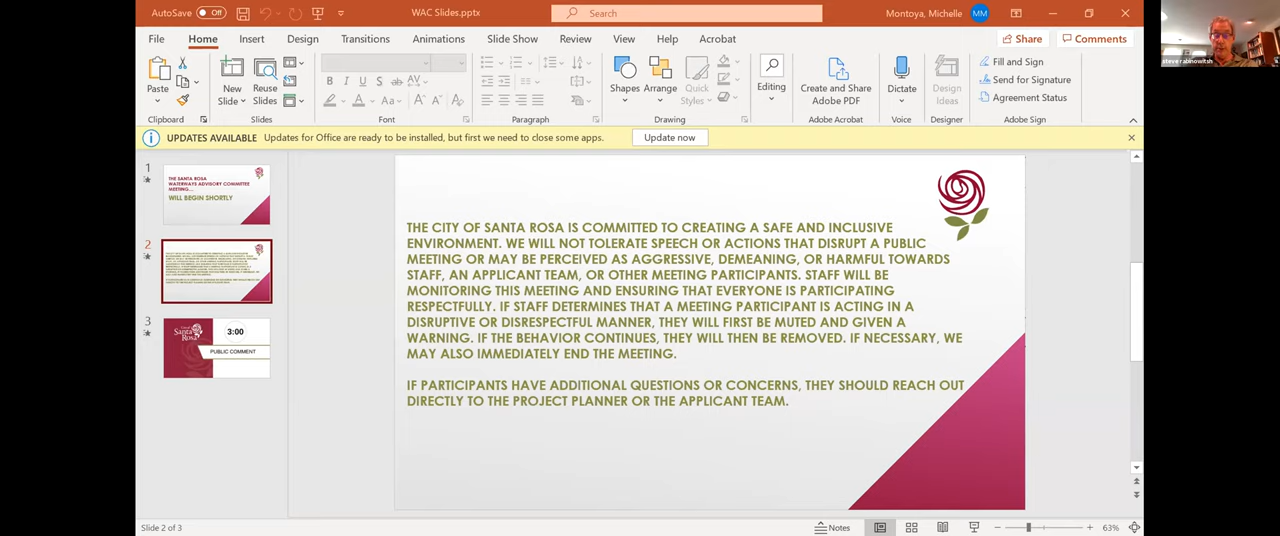 AutoSave Off
WAC Slides.pptx
Search
Montoya, Michelle MM
File Home Insert Design Transitions Animations Slide Show Review View Help Acrobat
Share Comments
Paste
New Slide
Reuse Slides
B I U S ab AV
Aa
Shapes
Arrange
Quick Styles
Editing
Create and Share Adobe PDF
Dictate
Design Ideas
Fill and Sign
Send for Signature
Agreement Status
Clipboard Slides Font Paragraph Drawing Adobe Acrobat Voice Designer Adobe Sign
UPDATES AVAILABLE Updates for Office are ready to be installed, but first we need to close some apps. Update now
1
THE SANTA ROSA
WATERWAYS ADVISORY COMMITTEE
MEETING...
WILL BEGIN SHORTLY
2
3
Santa Rosa
3:00
PUBLIC COMMENT
THE CITY OF SANTA ROSA IS COMMITTED TO CREATING A SAFE AND INCLUSIVE
ENVIRONMENT. WE WILL NOT TOLERATE SPEECH OR ACTIONS THAT DISRUPT A PUBLIC
MEETING OR MAY BE PERCEIVED AS AGGRESSIVE, DEMEANING, OR HARMFUL TOWARDS
STAFF, AN APPLICANT TEAM, OR OTHER MEETING PARTICIPANTS. STAFF WILL BE
MONITORING THIS MEETING AND ENSURING THAT EVERYONE IS PARTICIPATING
RESPECTFULLY. IF STAFF DETERMINES THAT A MEETING PARTICIPANT IS ACTING IN A
DISRUPTIVE OR DISRESPECTFUL MANNER, THEY WILL FIRST BE MUTED AND GIVEN A
WARNING. IF THE BEHAVIOR CONTINUES, THEY WILL THEN BE REMOVED. IF NECESSARY, WE
MAY ALSO IMMEDIATELY END THE MEETING.
IF PARTICIPANTS HAVE ADDITIONAL QUESTIONS OR CONCERNS, THEY SHOULD REACH OUT
DIRECTLY TO THE PROJECT PLANNER OR THE APPLICANT TEAM.
Slide 2 of 3
Notes
63%
steve rabinowitsh